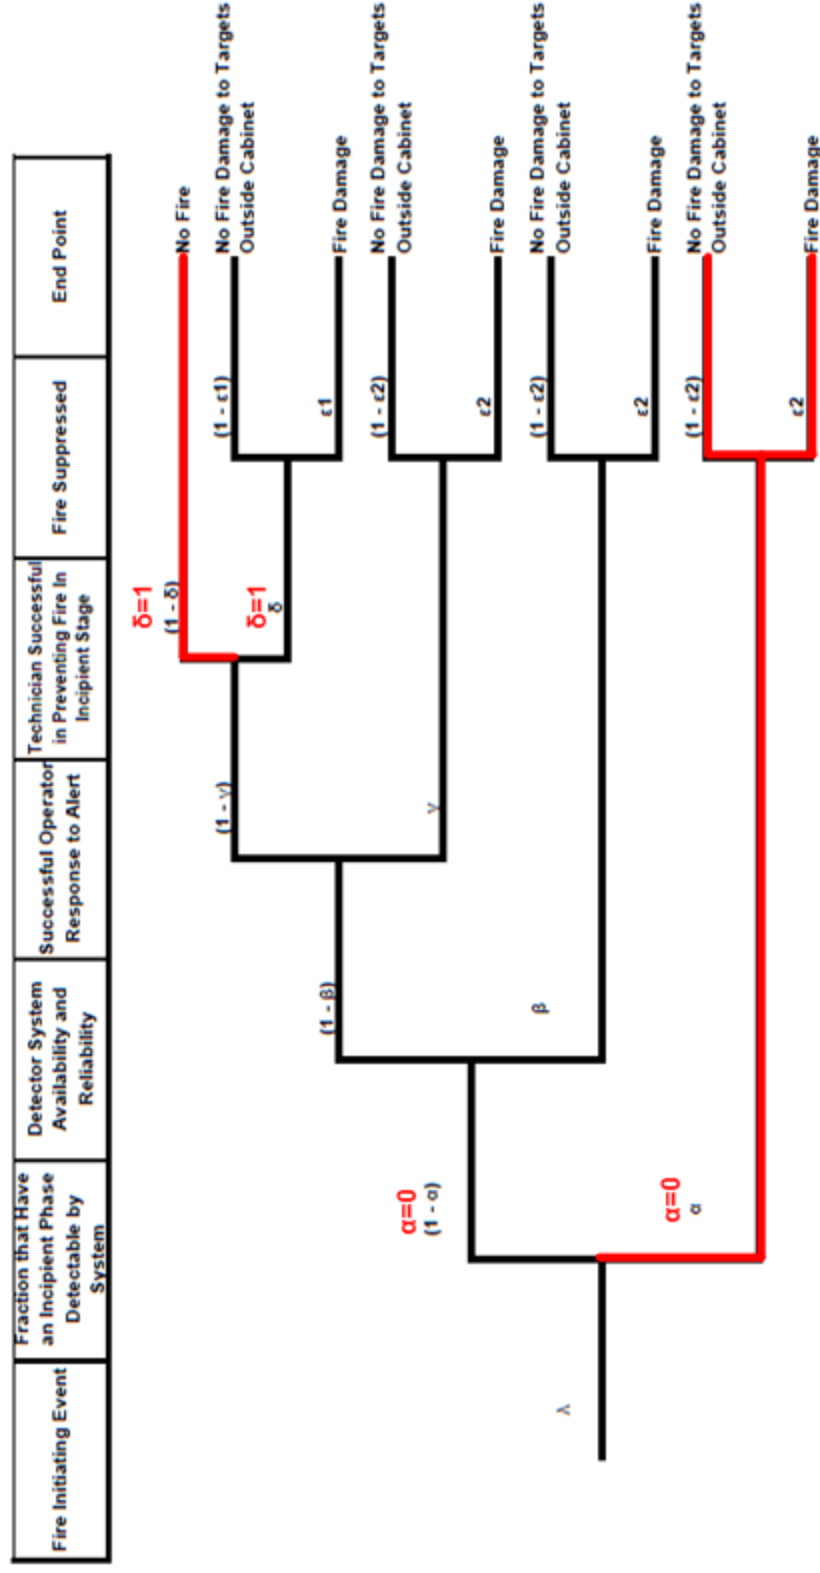 Fire Initiating Event
Fraction that Have
an Incipient Phase
Detectable by
System
Detector System
Availability and
Reliability
Successful Operator
Response to Alert
Technician Successful
in Preventing Fire In
Incipient Stage
Fire Suppressed
End Point
δ=1
(1 - δ)
No Fire
(1 - γ)
δ=1
δ
(1 - ε1)
No Fire Damage to Targets
Outside Cabinet
ε1
Fire Damage
(1 - β)
(1 - ε2)
No Fire Damage to Targets
Outside Cabinet
γ
ε2
Fire Damage
α=0
(1 - α)
(1 - ε2)
No Fire Damage to Targets
Outside Cabinet
β
λ
ε2
Fire Damage
α=0
α
(1 - ε2)
No Fire Damage to Targets
Outside Cabinet
ε2
Fire Damage